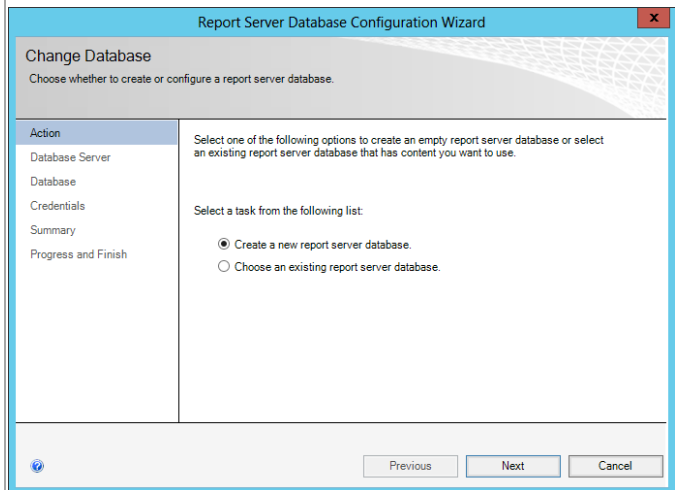 Report Server Database Configuration Wizard
x
Change Database
Choose whether to create or configure a report server database.
Action
Database Server
Database
Credentials
Summary
Progress and Finish
Select one of the following options to create an empty report server database or select
an existing report server database that has content you want to use.
Select a task from the following list:
Create a new report server database.
Choose an existing report server database.
?
Previous
Next
Cancel